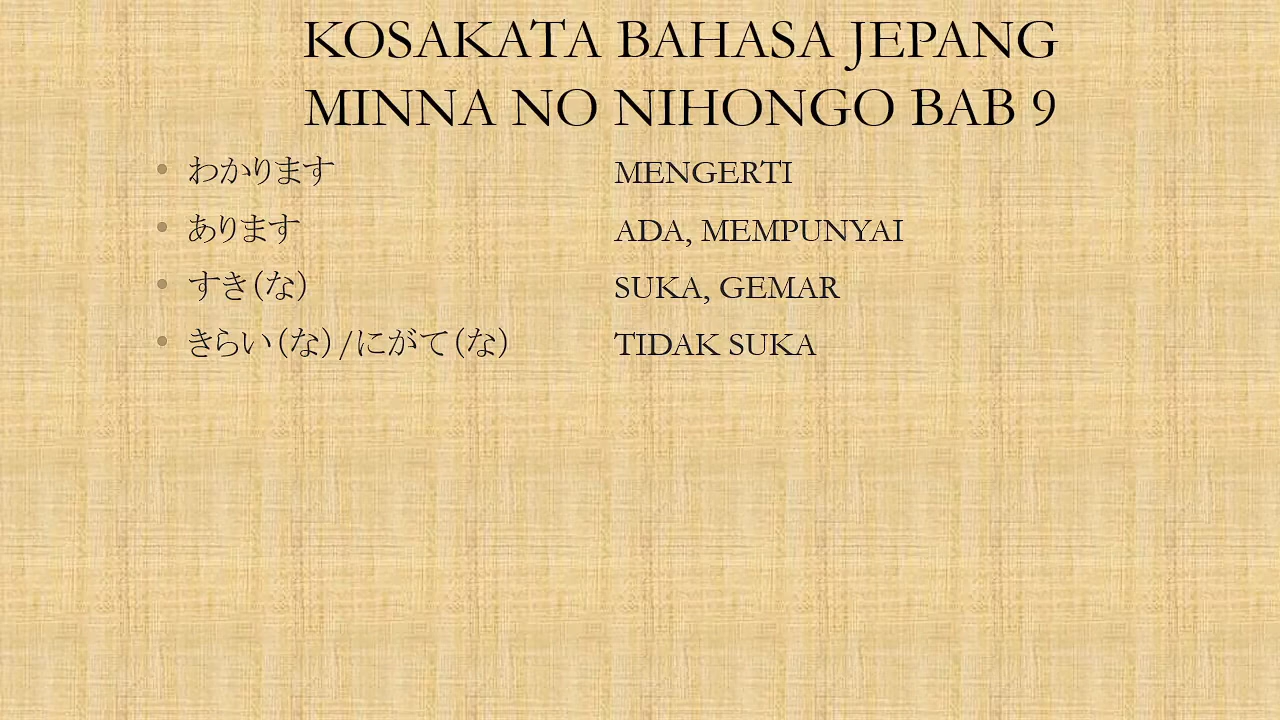 KOSAKATA BAHASA JEPANG
MINNA NO NIHONGO BAB 9
• わかります MENGERTI
• あります ADA, MEMPUNYAI
• すき(な) SUKA, GEMAR
• きらい(な)/にがて(な) TIDAK SUKA